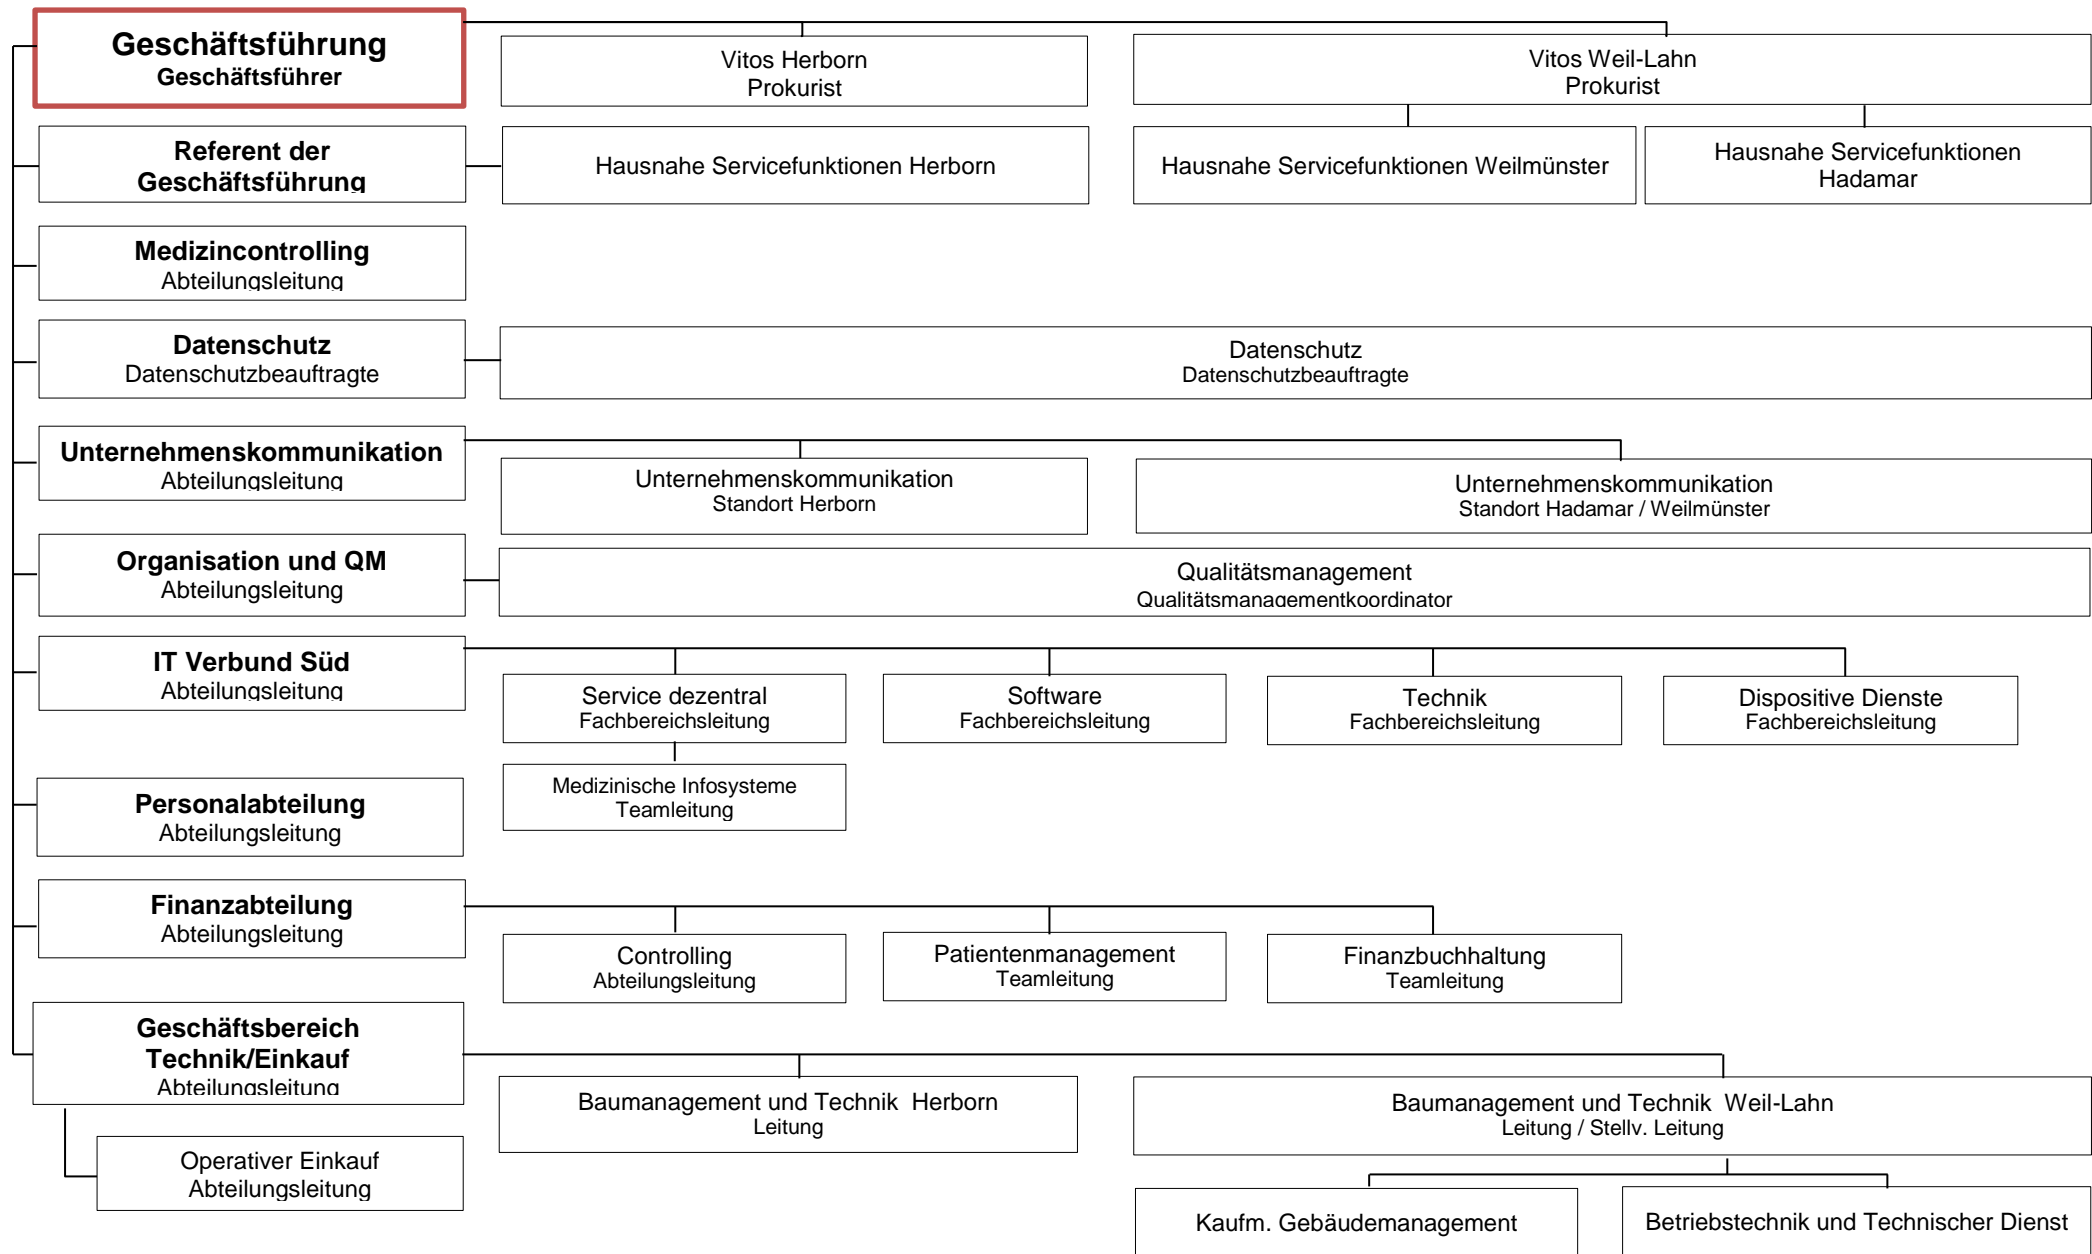 Geschäftsführung
Geschäftsführer
Vitos Herborn
Prokurist
Vitos Weil-Lahn
Prokurist
Referent der
Geschäftsführung
Hausnahe Servicefunktionen Herborn
Hausnahe Servicefunktionen Weilmünster
Hausnahe Servicefunktionen
Hadamar
Medizincontrolling
Abteilungsleitung
Datenschutz
Datenschutzbeauftragte
Datenschutz
Datenschutzbeauftragte
Unternehmenskommunikation
Abteilungsleitung
Unternehmenskommunikation
Standort Herborn
Unternehmenskommunikation
Standort Hadamar / Weilmünster
Organisation und QM
Abteilungsleitung
Qualitätsmanagement
Qualitätsmanagementkoordinator
IT Verbund Süd
Abteilungsleitung
Service dezentral
Fachbereichsleitung
Software
Fachbereichsleitung
Technik
Fachbereichsleitung
Dispositive Dienste
Fachbereichsleitung
Medizinische Infosysteme
Teamleitung
Personalabteilung
Abteilungsleitung
Finanzabteilung
Abteilungsleitung
Controlling
Abteilungsleitung
Patientenmanagement
Teamleitung
Finanzbuchhaltung
Teamleitung
Geschäftsbereich
Technik/Einkauf
Abteilungsleitung
Baumanagement und Technik  Herborn
Leitung
Baumanagement und Technik  Weil-Lahn
Leitung / Stellv. Leitung
Operativer Einkauf
Abteilungsleitung
Kaufm. Gebäudemanagement
Betriebstechnik und Technischer Dienst